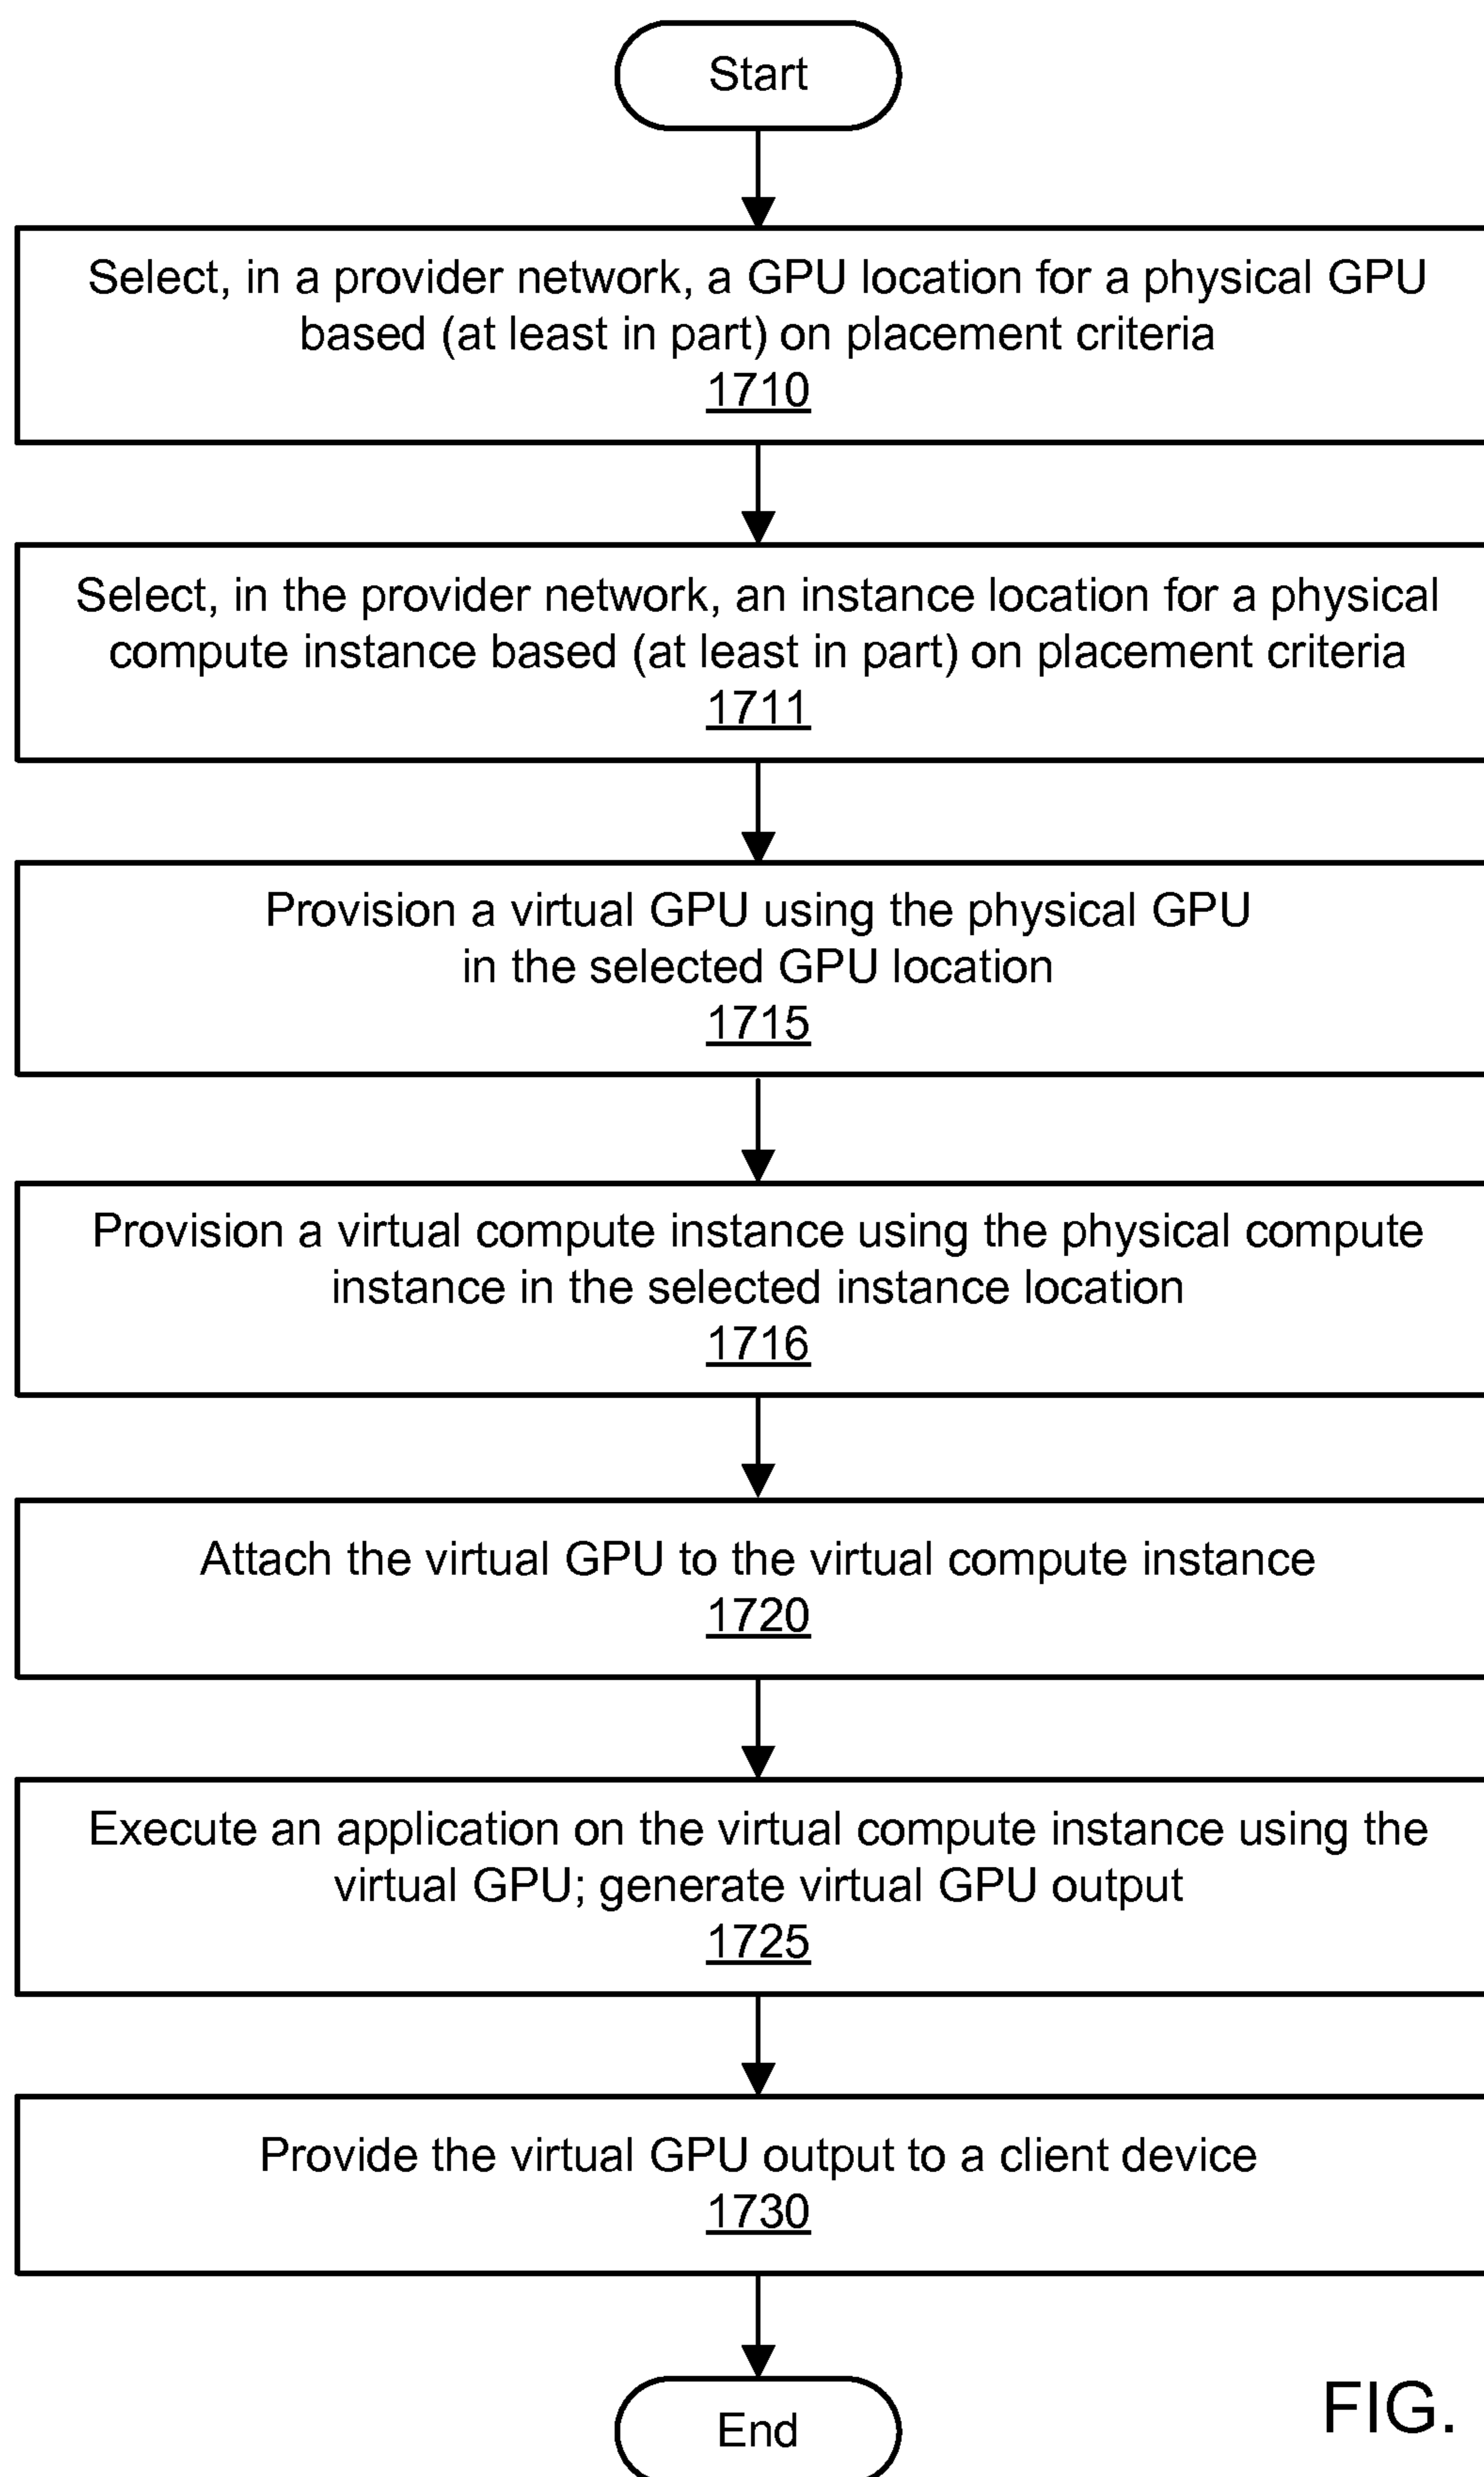 Start
Select, in a provider network, a GPU location for a physical GPU
based (at least in part) on placement criteria
1710
Select, in the provider network, an instance location for a physical
compute instance based (at least in part) on placement criteria
1711
Provision a virtual GPU using the physical GPU
in the selected GPU location
1715
Provision a virtual compute instance using the physical compute
instance in the selected instance location
1716
Attach the virtual GPU to the virtual compute instance
1720
Execute an application on the virtual compute instance using the
virtual GPU; generate virtual GPU output
1725
Provide the virtual GPU output to a client device
1730
End
FIG.